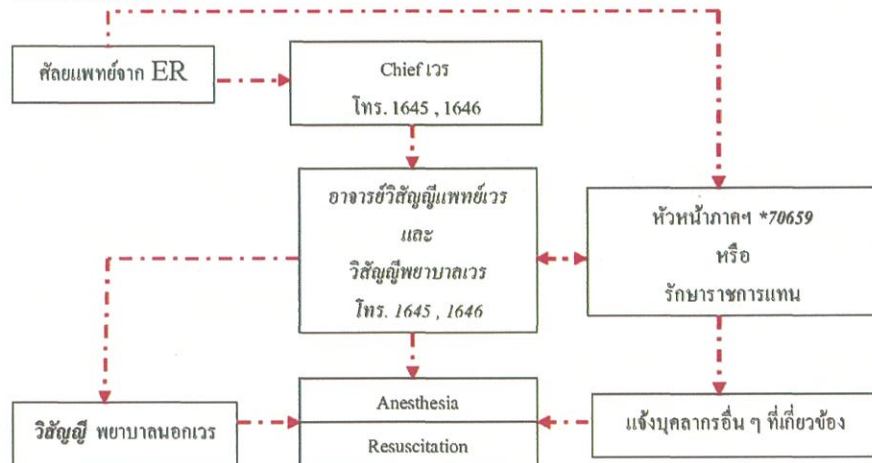 ศัลยแพทย์จาก ER
Chief เวร
โทร. 1645 , 1646
อาจารย์วิสัญญีแพทย์เวร
และ
วิสัญญีพยาบาลเวร
โทร. 1645 , 1646
หัวหน้าภาคฯ *70659
หรือ
รักษาราชการแทน
วิสัญญี พยาบาลนอกเวร
Anesthesia
Resuscitation
แจ้งบุคลากรอื่น ๆ ที่เกี่ยวข้อง